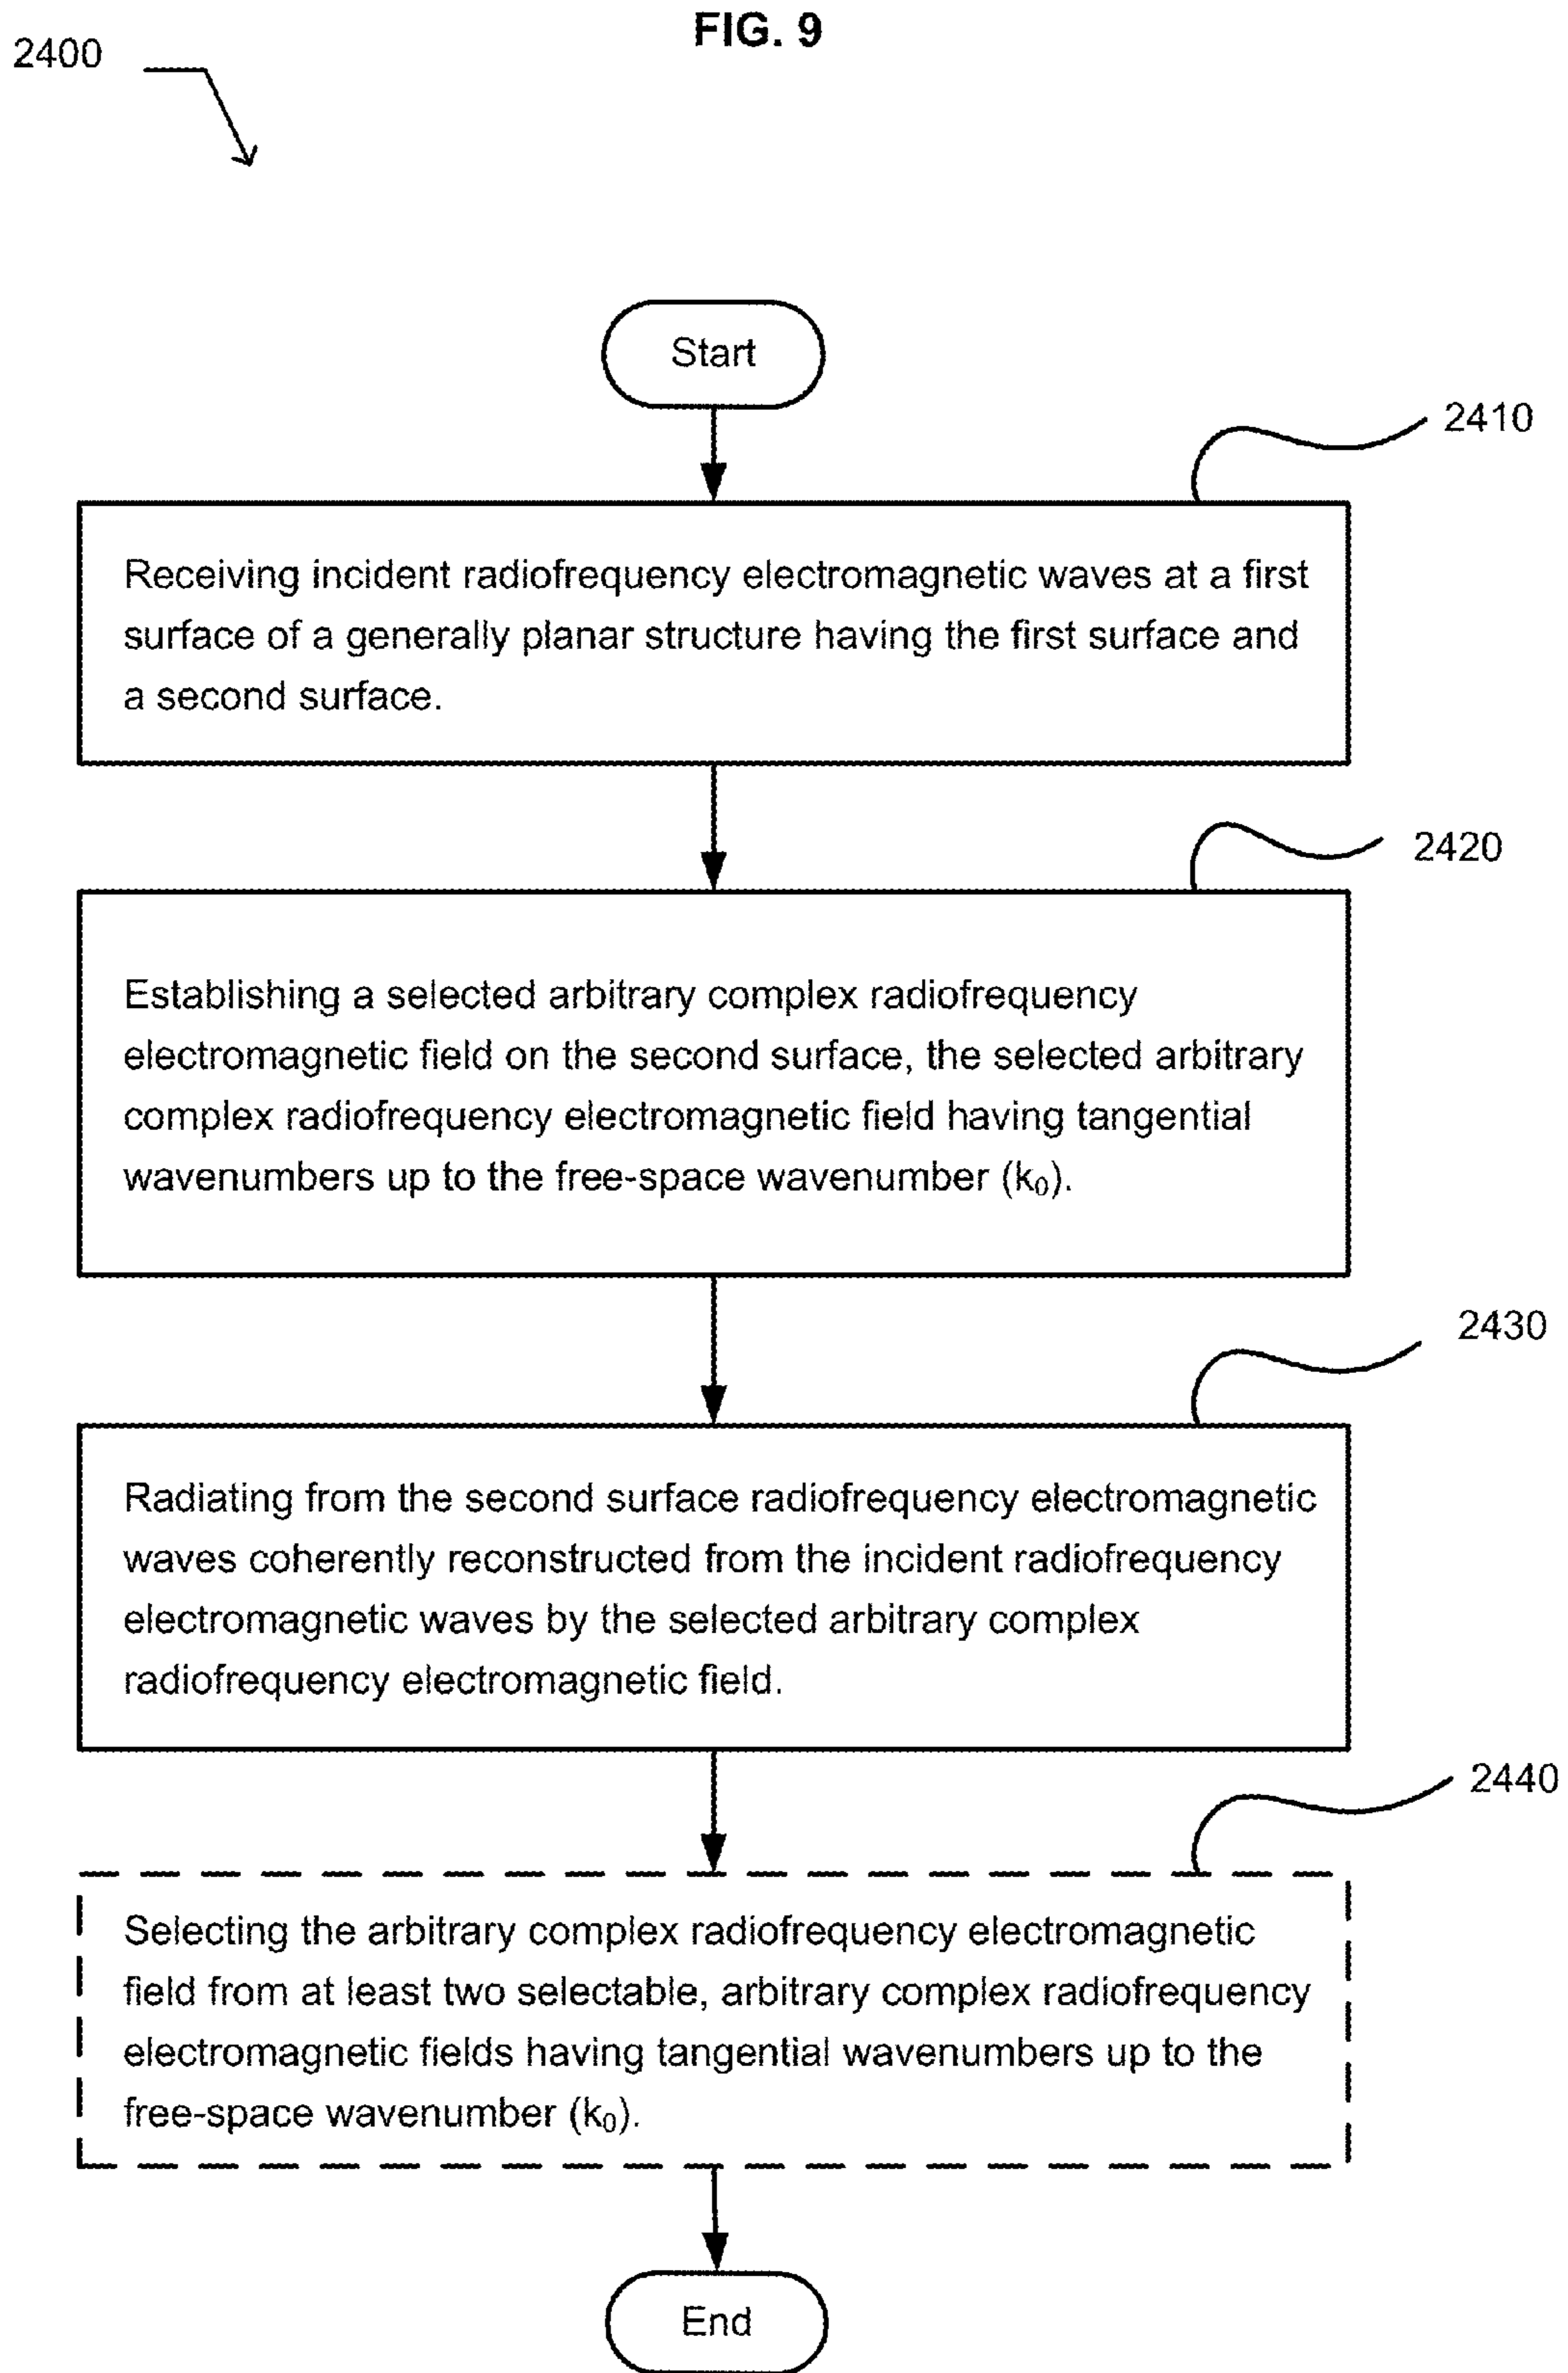 FIG. 9
2400
Start
2410
Receiving incident radiofrequency electromagnetic waves at a first
surface of a generally planar structure having the first surface and
a second surface.
2420
Establishing a selected arbitrary complex radiofrequency
electromagnetic field on the second surface, the selected arbitrary
complex radiofrequency electromagnetic field having tangential
wavenumbers up to the free-space wavenumber (k₀).
2430
Radiating from the second surface radiofrequency electromagnetic
waves coherently reconstructed from the incident radiofrequency
electromagnetic waves by the selected arbitrary complex
radiofrequency electromagnetic field.
2440
Selecting the arbitrary complex radiofrequency electromagnetic
field from at least two selectable, arbitrary complex radiofrequency
electromagnetic fields having tangential wavenumbers up to the
free-space wavenumber (k₀).
End